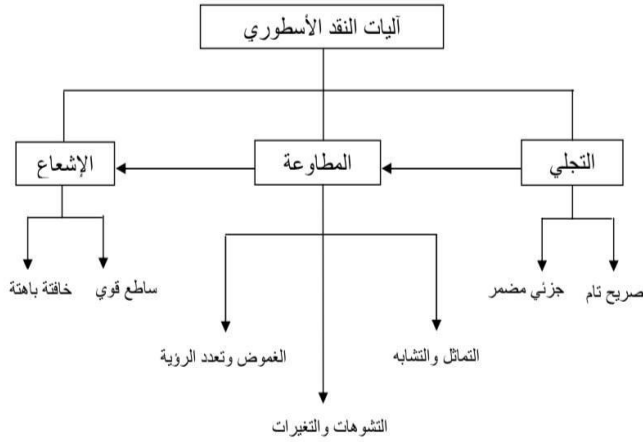 آليات النقد الأسطوري
التجلي
المطاوعة
الإشعاع
صريح تام
جزئي مضمر
ساطع قوي
خافتة باهتة
التماثل والتشابه
الغموض وتعدد الرؤية
التشوهات والتغيرات